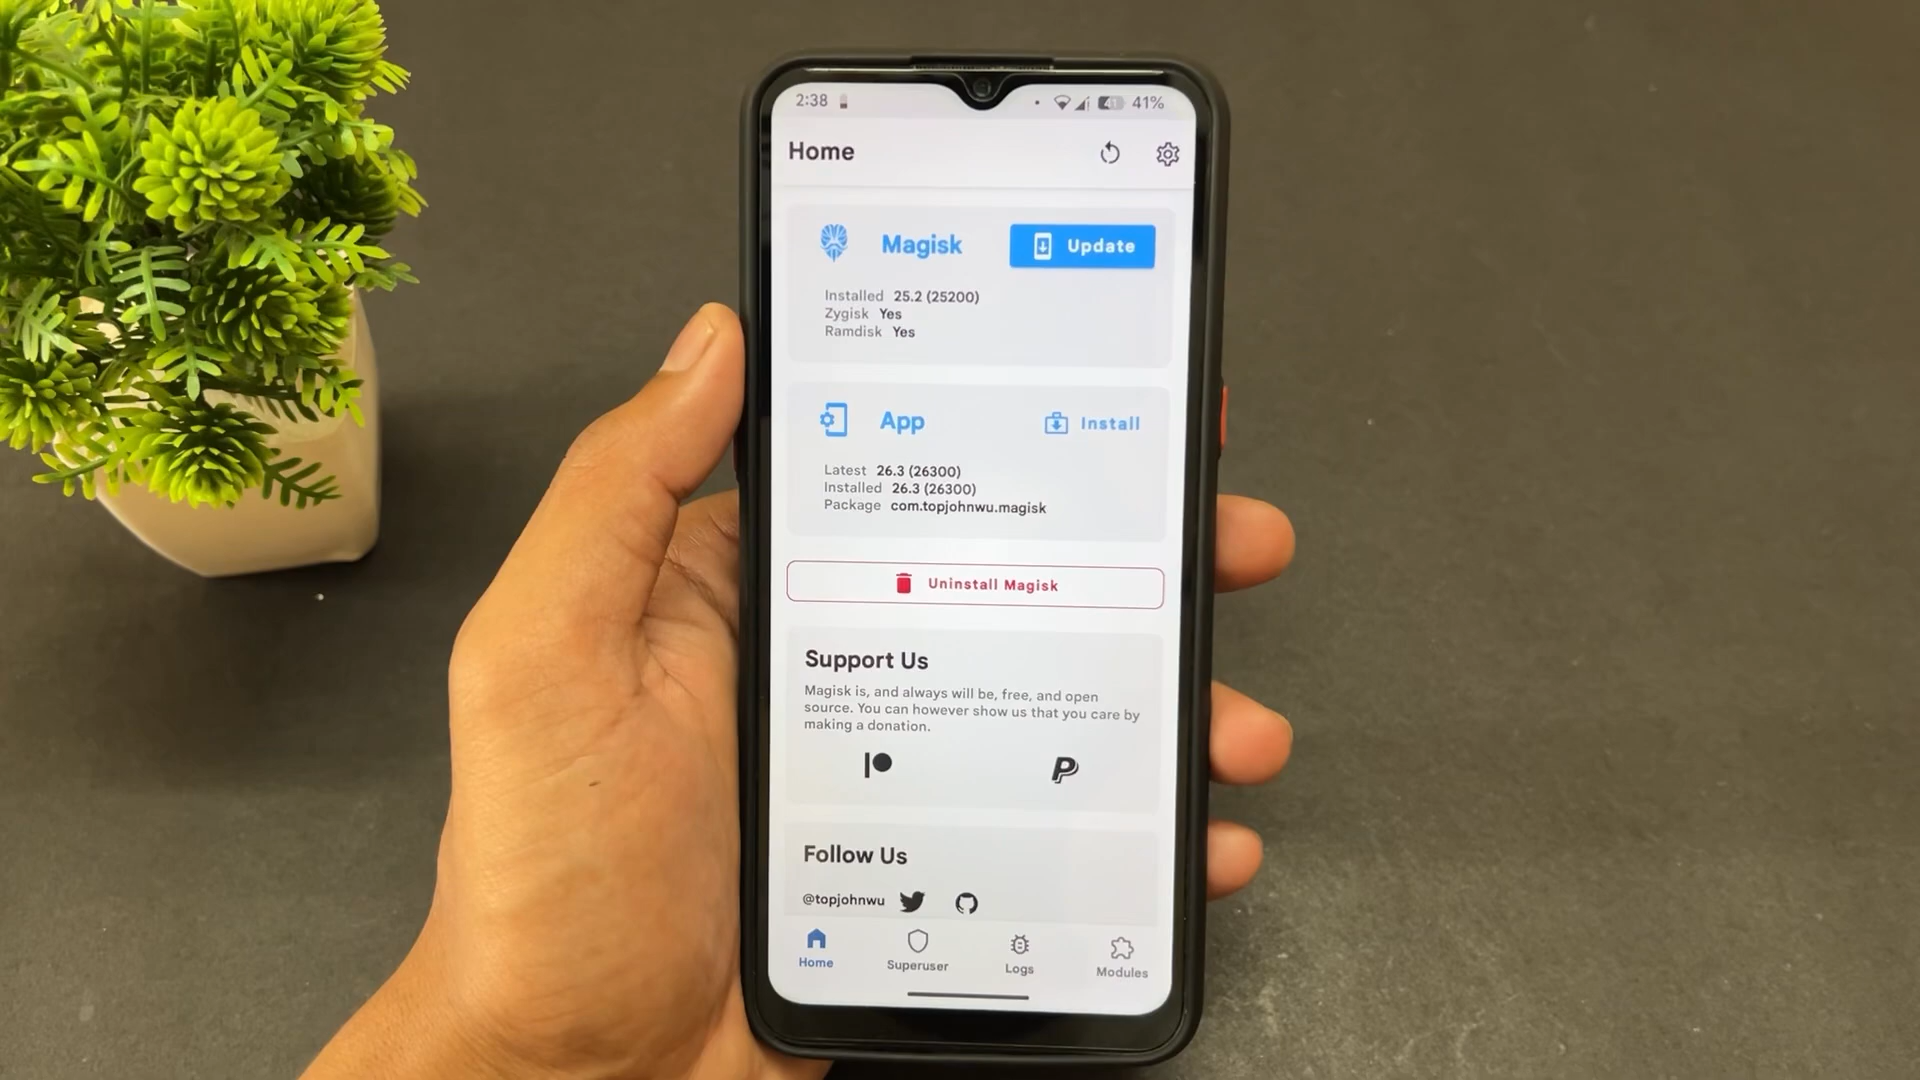 2:38 41 41%
Home
Magisk Update
Installed 25.2 (25200)
Zygisk Yes
Ramdisk Yes
App Install
Latest 26.3 (26300)
Installed 26.3 (26300)
Package com.topjohnwu.magisk
Uninstall Magisk
Support Us
Magisk is, and always will be, free, and open
source. You can however show us that you care by
making a donation.
Follow Us
@topjohnwu
Home Superuser Logs Modules